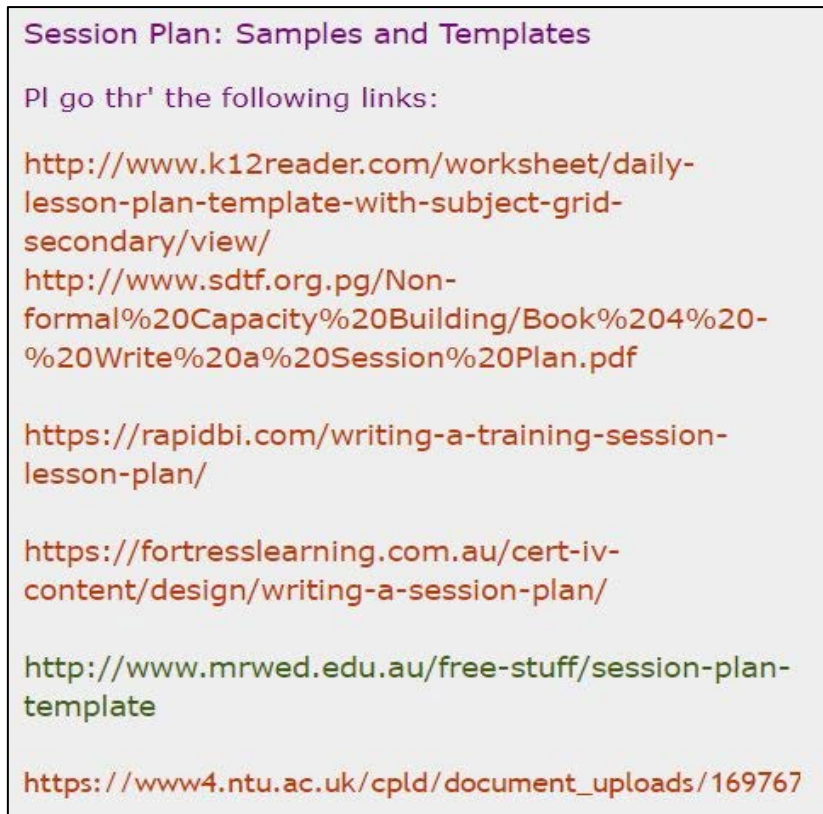 Session Plan: Samples and Templates
Pl go thr' the following links:
http://www.k12reader.com/worksheet/daily-
lesson-plan-template-with-subject-grid-
secondary/view/
http://www.sdtf.org.pg/Non-
formal%20Capacity%20Building/Book%204%20-
%20Write%20a%20Session%20Plan.pdf
https://rapidbi.com/writing-a-training-session-
lesson-plan/
https://fortresslearning.com.au/cert-iv-
content/design/writing-a-session-plan/
http://www.mrwed.edu.au/free-stuff/session-plan-
template
https://www4.ntu.ac.uk/cpld/document_uploads/169767